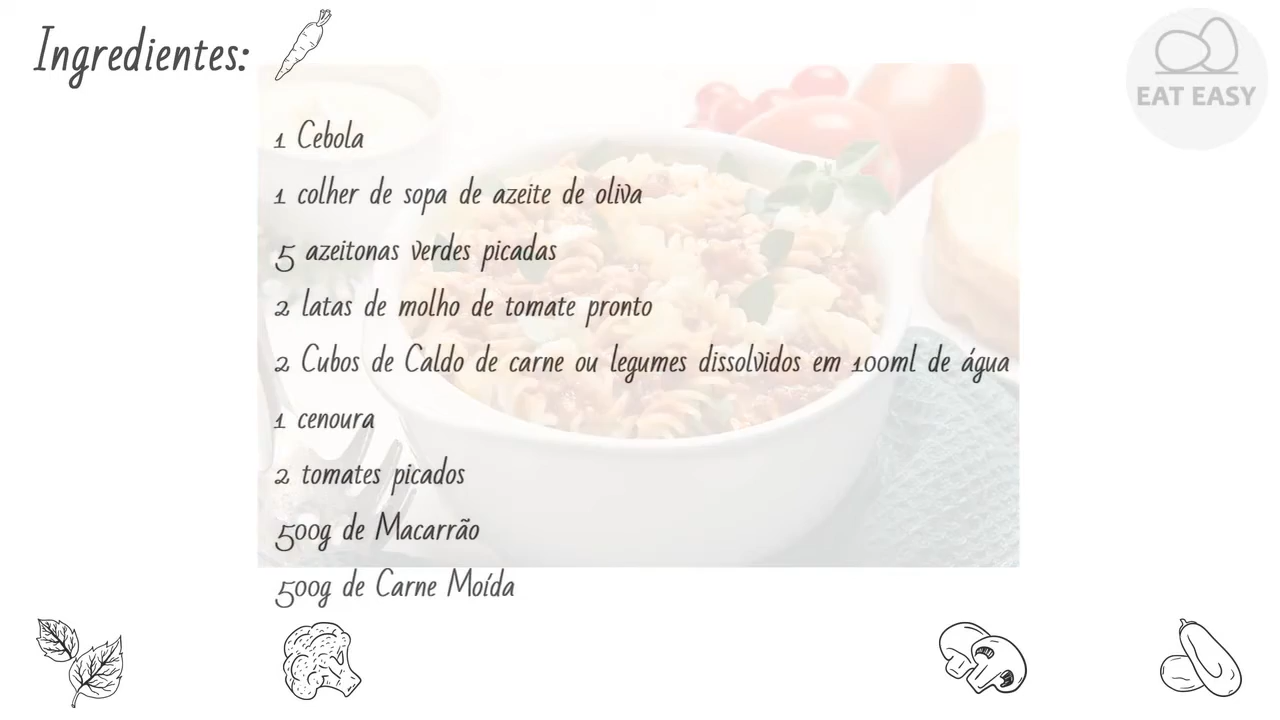 Ingredientes:
EAT EASY
1 Cebola
1 colher de sopa de azeite de oliva
5 azeitonas verdes picadas
2 latas de molho de tomate pronto
2 Cubos de Caldo de carne ou legumes dissolvidos em 100ml de água
1 cenoura
2 tomates picados
500g de Macarrão
500g de Carne Moída